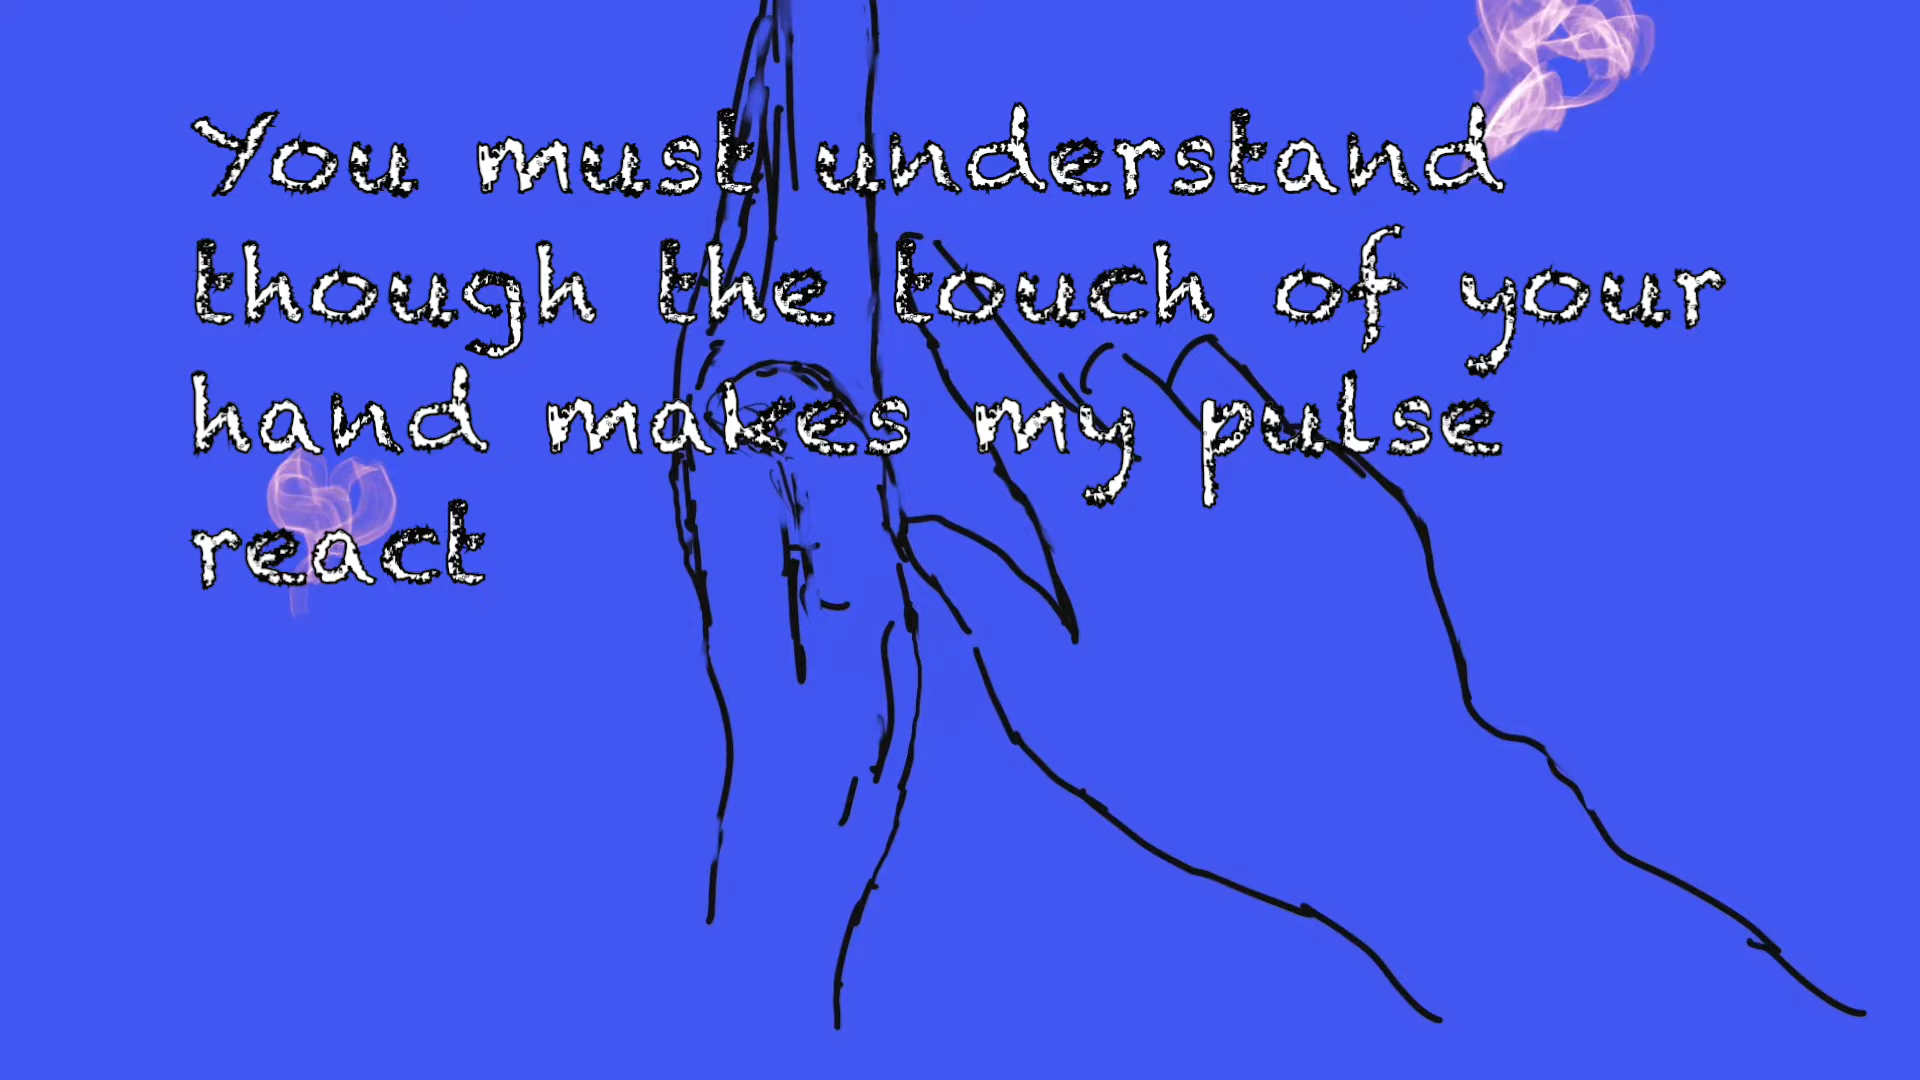 You must understand
though the touch of your
hand makes my pulse
react